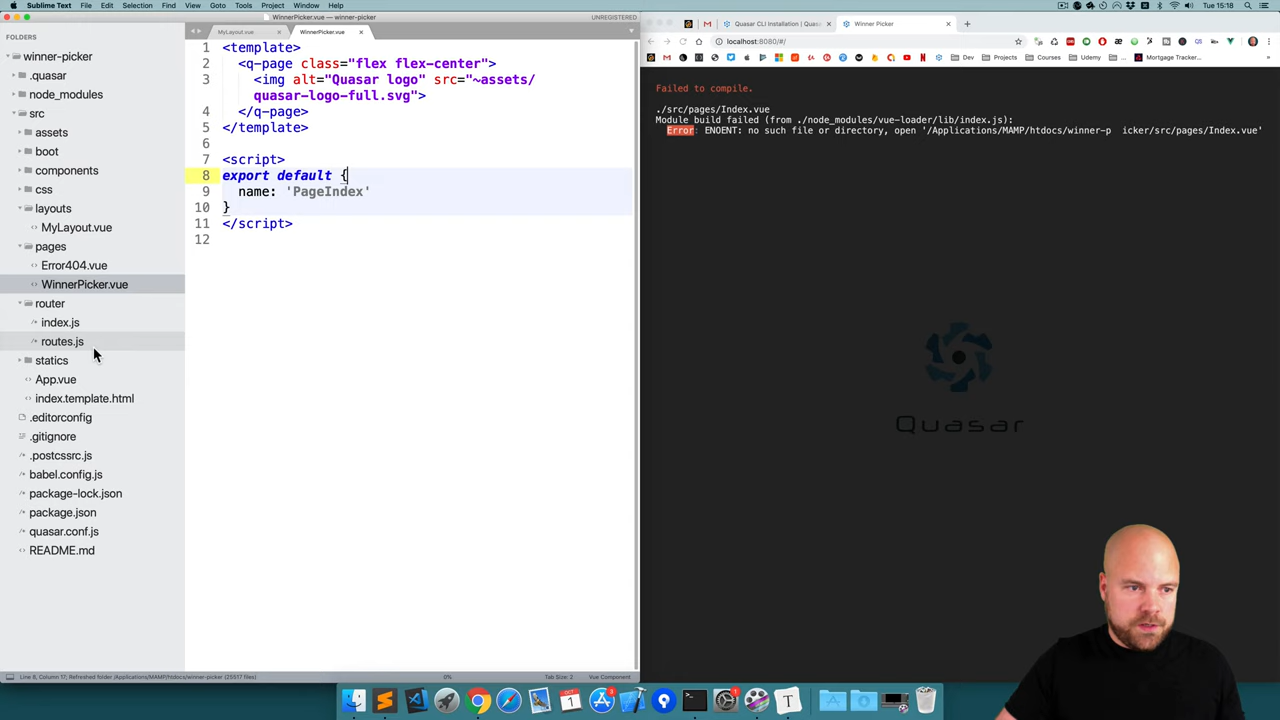 Sublime Text File Edit Selection Find View Goto Tools Project Window Help
Tue 15:18
WinnerPicker.vue — winner-picker
UNREGISTERED
FOLDERS
winner-picker
.quasar
node_modules
src
assets
boot
components
css
layouts
MyLayout.vue
pages
Error404.vue
WinnerPicker.vue
router
index.js
routes.js
statics
App.vue
index.template.html
.editorconfig
.gitignore
.postcssrc.js
babel.config.js
package-lock.json
package.json
quasar.conf.js
README.md
MyLayout.vue
WinnerPicker.vue
1 <template>
2 <q-page class="flex flex-center">
3 <img alt="Quasar logo" src="~assets/
quasar-logo-full.svg">
4 </q-page>
5 </template>
6
7 <script>
8 export default {
9 name: 'PageIndex'
10 }
11 </script>
12
Line 8, Column 17; Refreshed folder /Applications/MAMP/htdocs/winner-picker (25517 files)
0%
Tab Size: 2
Vue Component
Quasar CLI Installation | Quasar
Winner Picker
localhost:8080/#/
Dev
Projects
Courses
Udemy
Mortgage Tracker...
Failed to compile.
./src/pages/Index.vue
Module build failed (from ./node_modules/vue-loader/lib/index.js):
Error: ENOENT: no such file or directory, open '/Applications/MAMP/htdocs/winner-p icker/src/pages/Index.vue'
Quasar